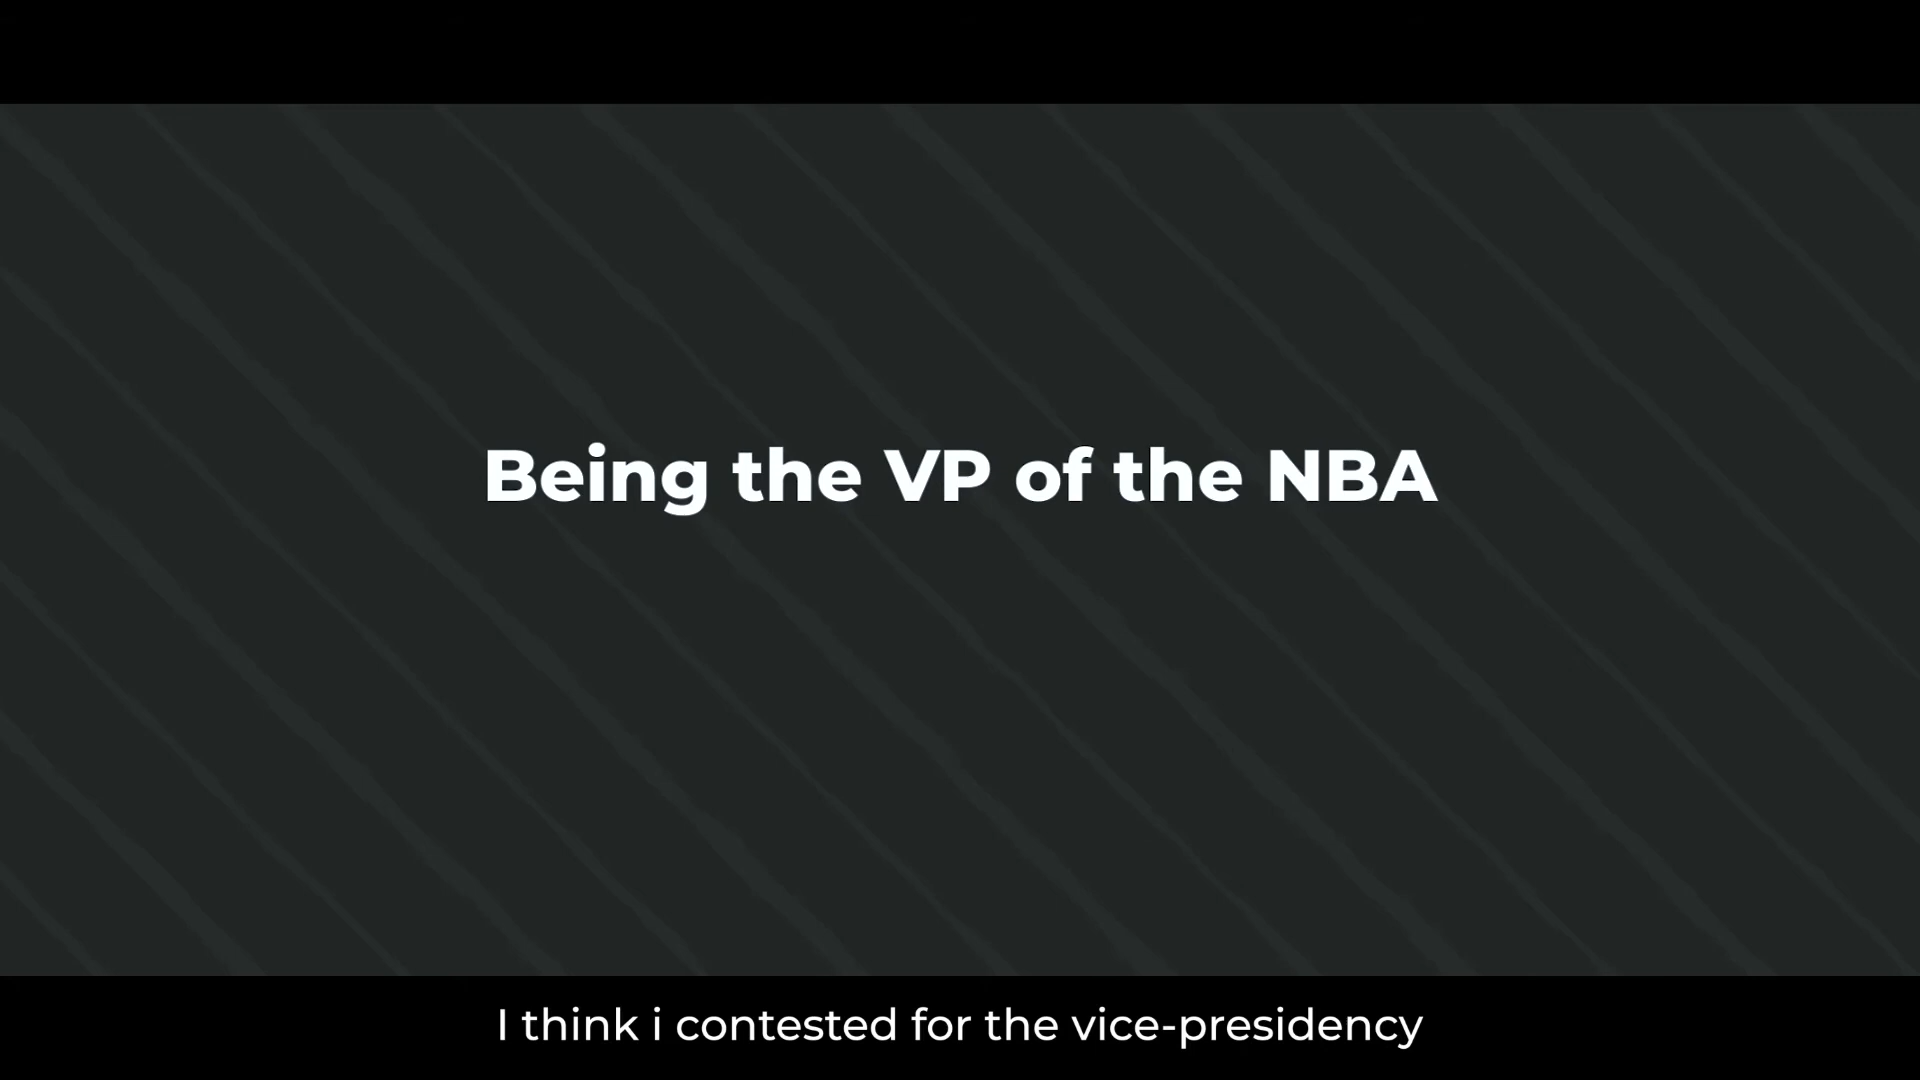 Being the VP of the NBA
I think i contested for the vice-presidency